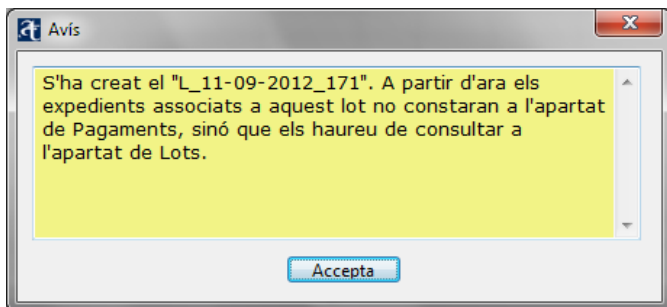 Avís
S'ha creat el "L_11-09-2012_171". A partir d'ara els
expedients associats a aquest lot no constaran a l'apartat
de Pagaments, sinó que els haureu de consultar a
l'apartat de Lots.
Accepta